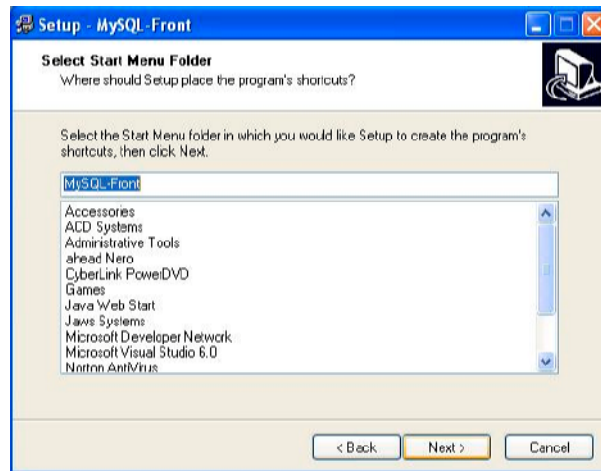 Setup - MySQL-Front
Select Start Menu Folder
Where should Setup place the program's shortcuts?
Select the Start Menu folder in which you would like Setup to create the program's
shortcuts, then click Next.
MySQL-Front
Accessories
ACD Systems
Administrative Tools
ahead Nero
CyberLink PowerDVD
Games
Java Web Start
Jaws Systems
Microsoft Developer Network
Microsoft Visual Studio 6.0
Norton AntiVirus
< Back
Next >
Cancel